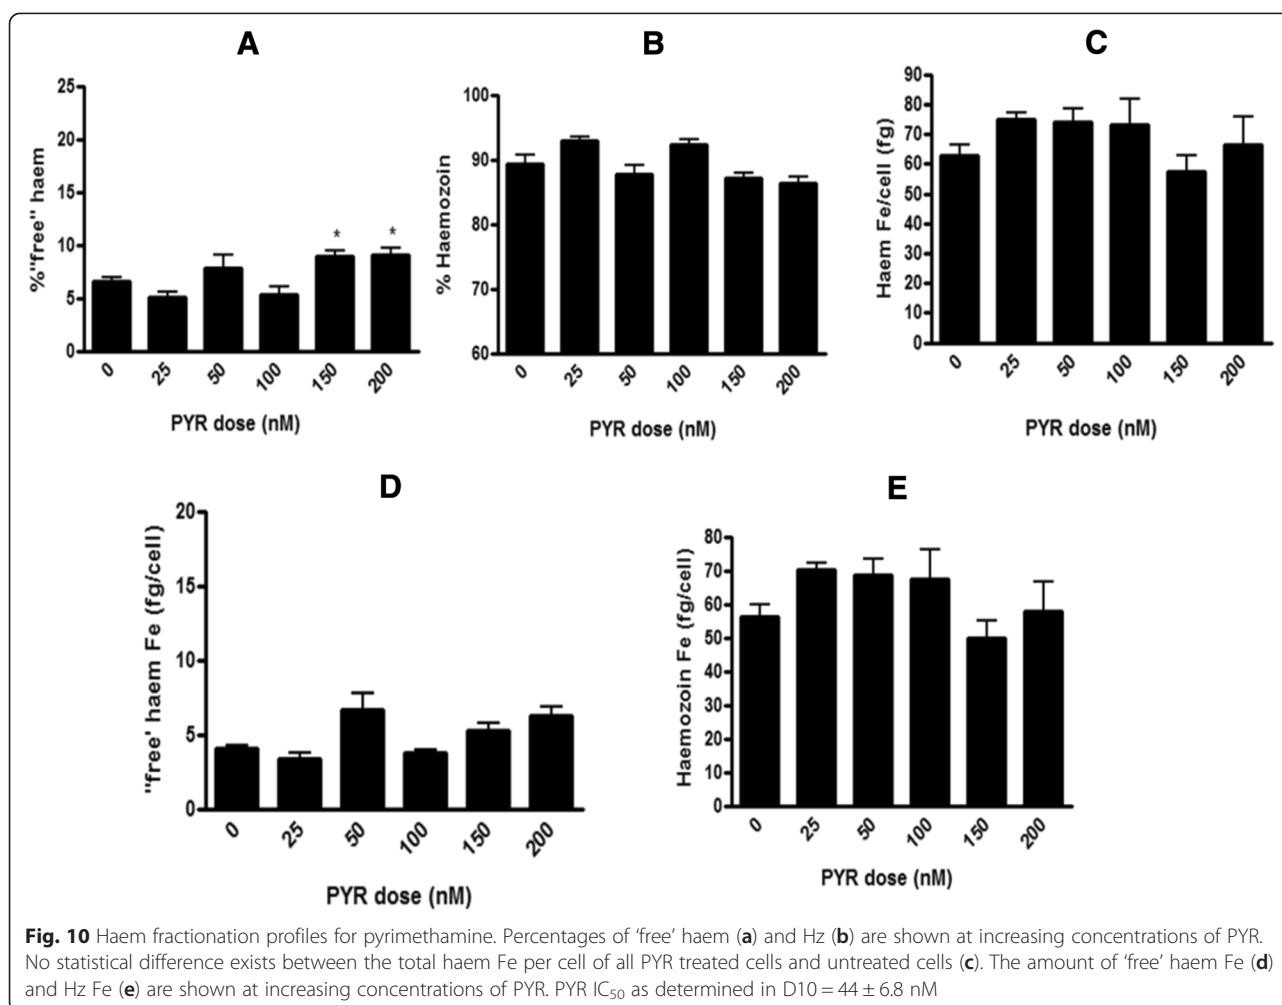 A
%"free" haem
25
20
15
10
5
0
* *
0 25 50 100 150 200
PYR dose (nM)
B
% Haemozoin
100
90
80
70
60
0 25 50 100 150 200
PYR dose (nM)
C
Haem Fe/cell (fg)
90
80
70
60
50
40
30
20
10
0
0 25 50 100 150 200
PYR dose (nM)
D
"free' haem Fe (fg/cell)
20
15
10
5
0
0 25 50 100 150 200
PYR dose (nM)
E
Haemozoin Fe (fg/cell)
80
70
60
50
40
30
20
10
0
0 25 50 100 150 200
PYR dose (nM)
Fig. 10 Haem fractionation profiles for pyrimethamine. Percentages of ‘free’ haem (a) and Hz (b) are shown at increasing concentrations of PYR.
No statistical difference exists between the total haem Fe per cell of all PYR treated cells and untreated cells (c). The amount of ‘free’ haem Fe (d)
and Hz Fe (e) are shown at increasing concentrations of PYR. PYR IC50 as determined in D10 = 44 ± 6.8 nM